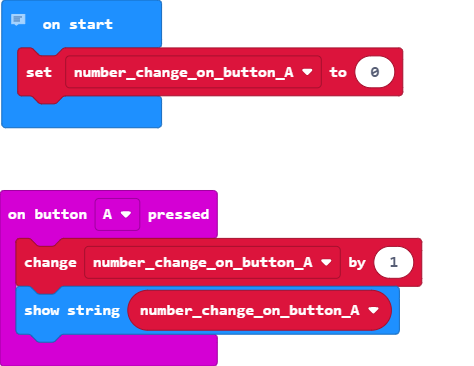 on start
set number_change_on_button_A to 0
on button A pressed
change number_change_on_button_A by 1
show string number_change_on_button_A